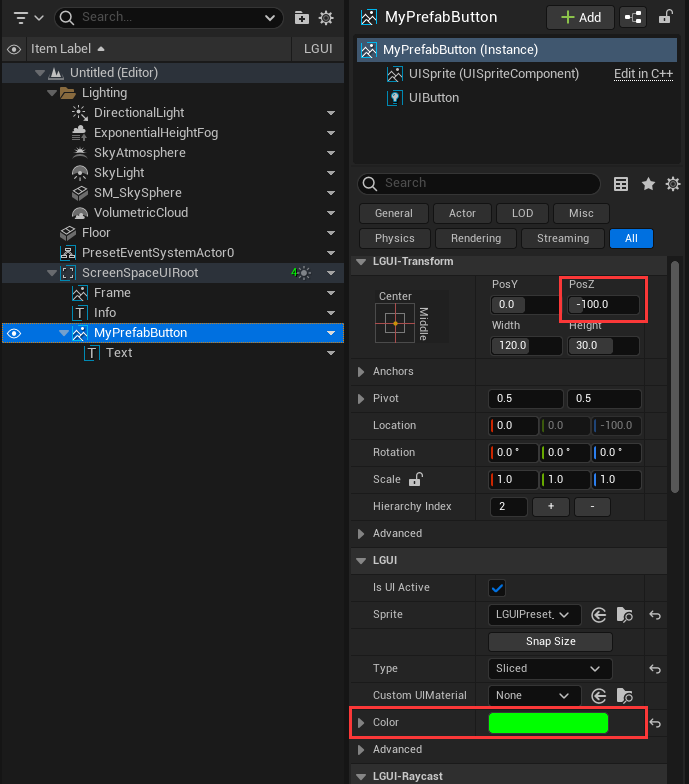 Search
Item Label
LGUI
Untitled (Editor)
Lighting
DirectionalLight
ExponentialHeightFog
SkyAtmosphere
SkyLight
SM_SkySphere
VolumetricCloud
Floor
PresetEventSystemActor0
ScreenSpaceUIRoot
4
Frame
Info
MyPrefabButton
Text
MyPrefabButton
Add
MyPrefabButton (Instance)
UISprite (UISpriteComponent)
Edit in C++
UIButton
Search
General
Actor
LOD
Misc
Physics
Rendering
Streaming
All
LGUI-Transform
Center
Middle
PosY
PosZ
0.0
-100.0
Width
Height
120.0
30.0
Anchors
Pivot
0.5
0.5
Location
0.0
0.0
-100.0
Rotation
0.0 °
0.0 °
0.0 °
Scale
1.0
1.0
1.0
Hierarchy Index
2
+
-
Advanced
LGUI
Is UI Active
Sprite
LGUIPreset_
Snap Size
Type
Sliced
Custom UIMaterial
None
Color
Advanced
LGUI-Raycast